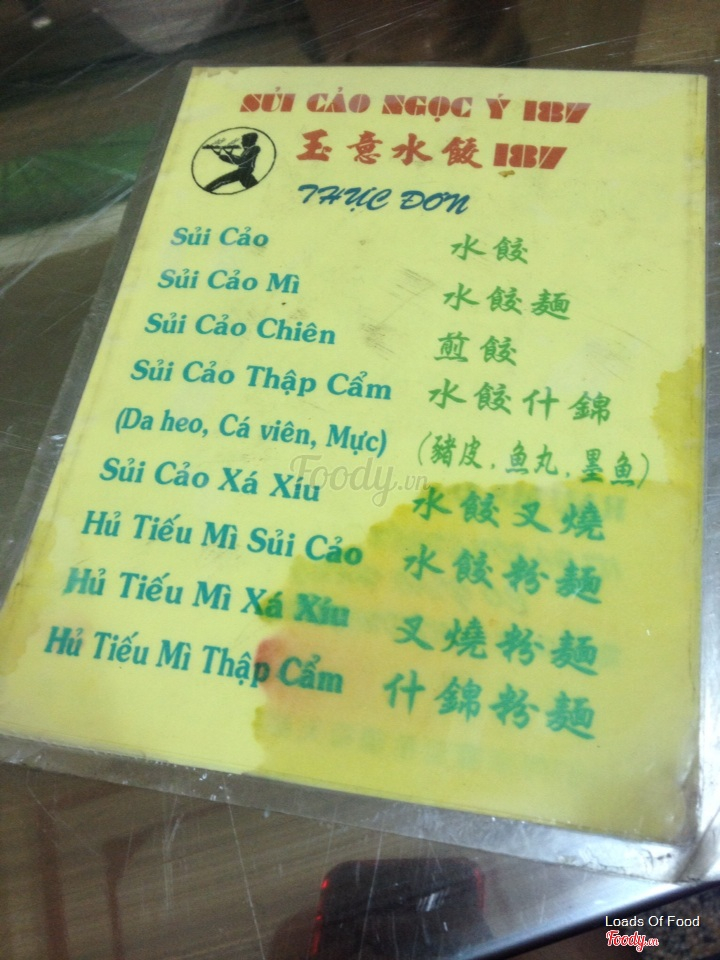 SỦI CẢO NGỌC Ý 187
玉意水餃187
THỰC ĐƠN
Sủi Cảo 水餃
Sủi Cảo Mì 水餃麵
Sủi Cảo Chiên 煎餃
Sủi Cảo Thập Cẩm 水餃什錦
(Da heo, Cá viên, Mực) (豬皮,魚丸,墨魚)
Foody.vn
Sủi Cảo Xá Xíu 水餃叉燒
Hủ Tiếu Mì Sủi Cảo 水餃粉麵
Hủ Tiếu Mì Xá Xíu 叉燒粉麵
Hủ Tiếu Mì Thập Cẩm 什錦粉麵
Loads Of Food
Foody.vn